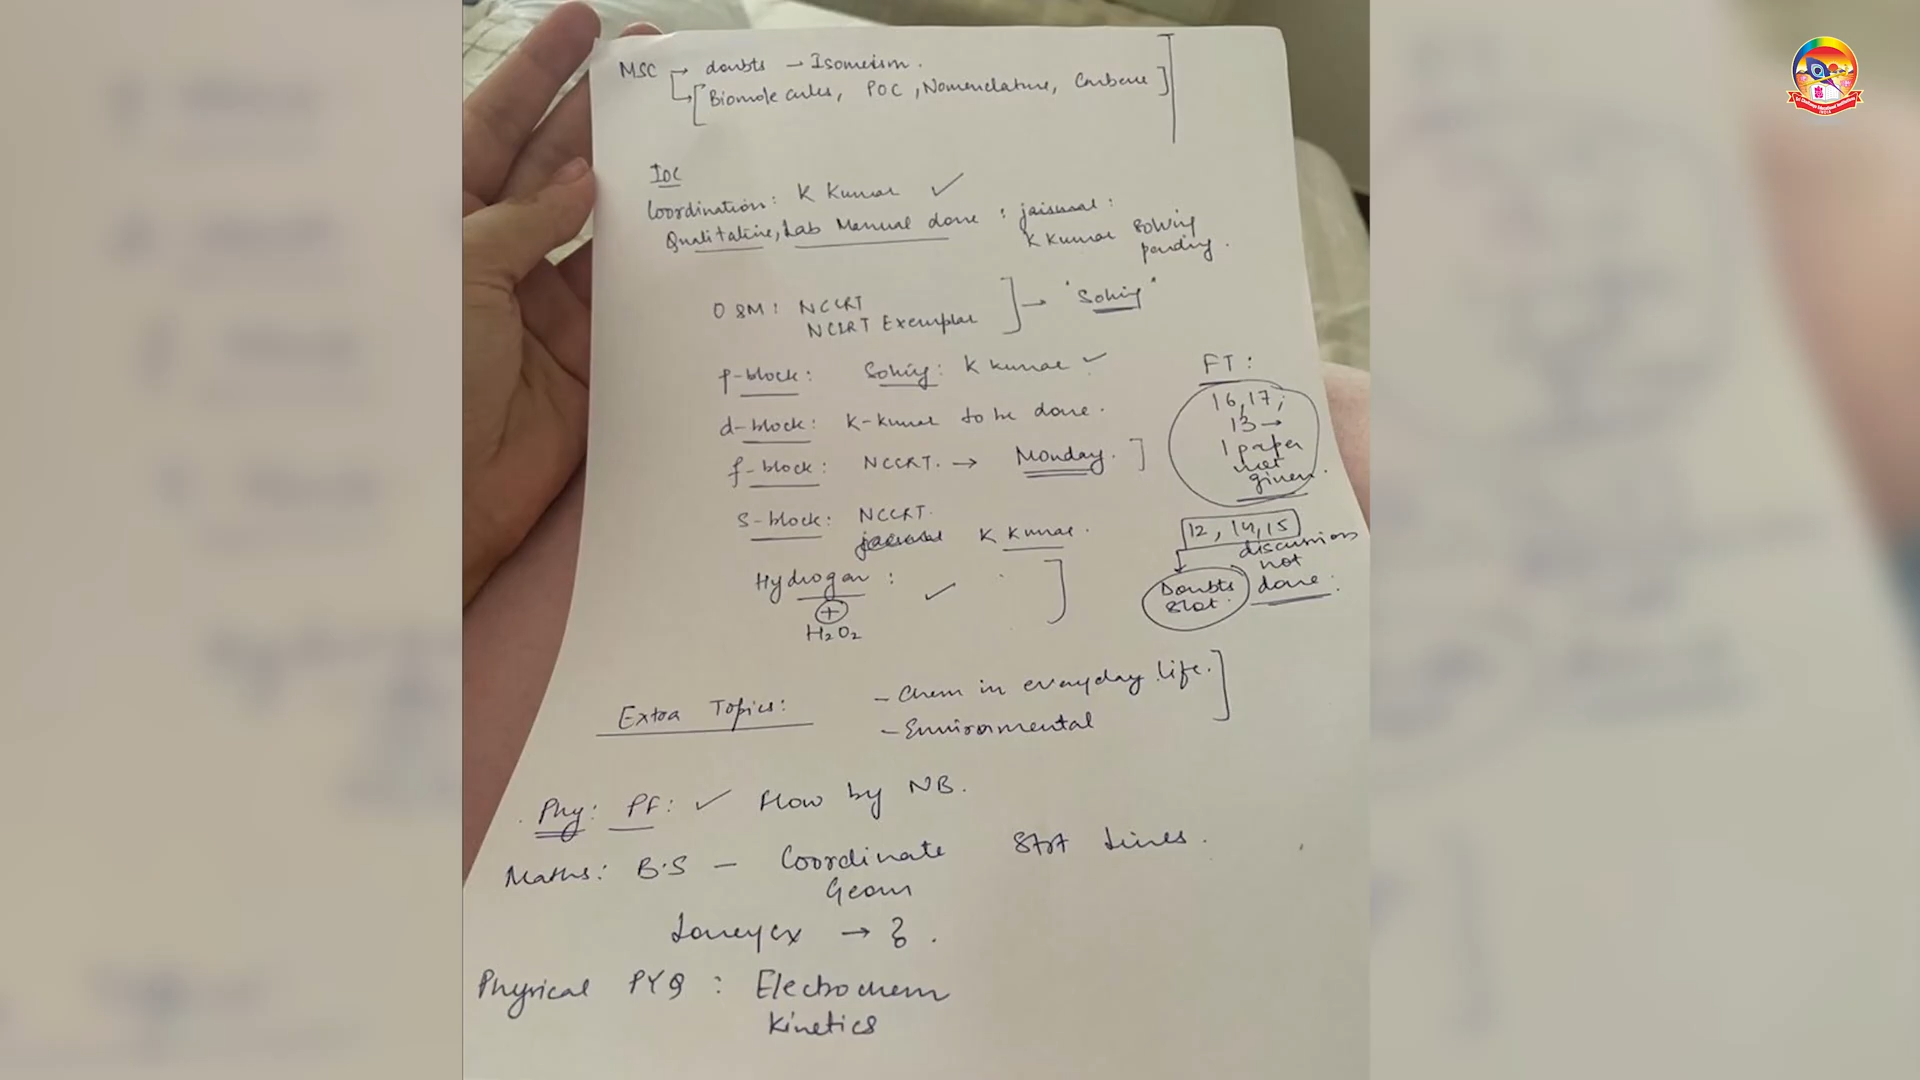 MSC → doubts → Isomerism.
→ [Biomolecules, POC, Nomenclature, Carbene]
IOC
Coordination: K Kumar ✓
Qualitative, Lab Manual done : jaiswal:
K Kumar solving
pending.
OSM: NCERT
NCERT Exemplar ] → "Solving"
p-block: Solving: K Kumar ✓
d-block: K-Kumar to be done.
f-block: NCERT. → Monday. ]
S-block: NCERT.
K Kumar.
Hydrogen : ✓ ]
+
H2O2
FT:
16, 17;
13 →
1 paper
not
given.
12, 14, 15
discussion
not
done.
Doubts
slot.
Extra Topics: - Chem in everyday life.
- Environmental ]
Phy: PF: ✓ Flow by NB.
Maths: B.S - Coordinate Str Lines.
Geom
Loney ex →
Physical PYQ : Electrochem
Kinetics